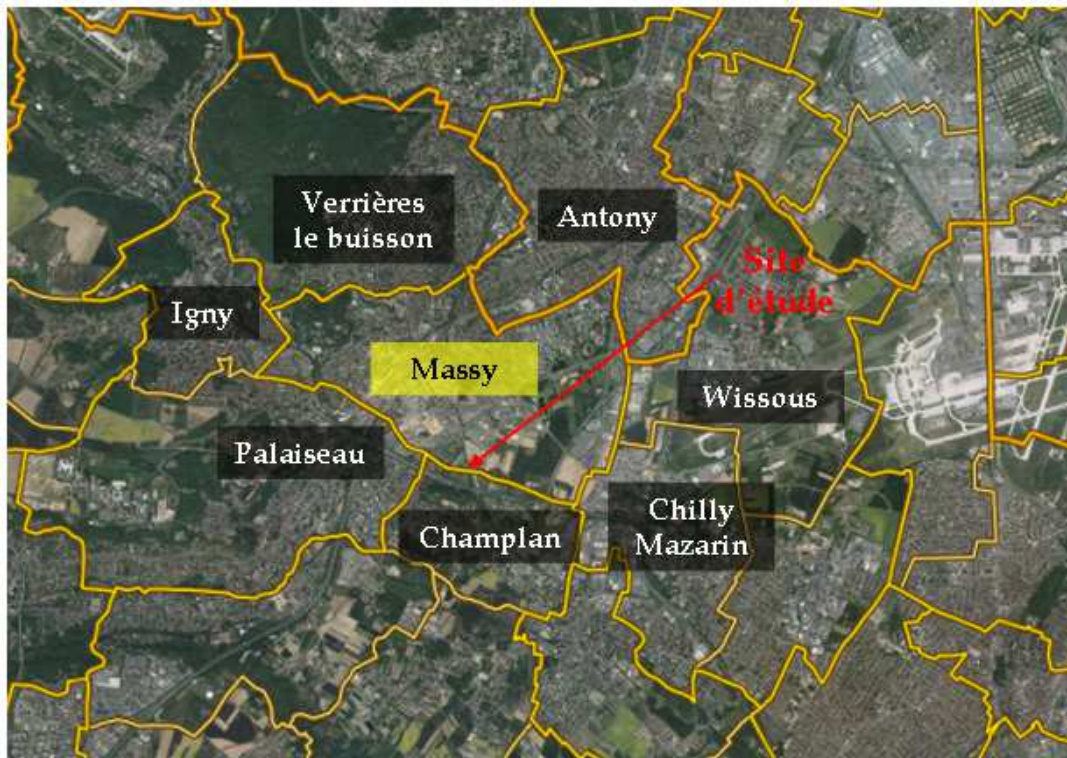 Verrières
le buisson
Antony
Site
d'étude
Igny
Massy
Wissous
Palaiseau
Chilly
Mazarin
Champlan